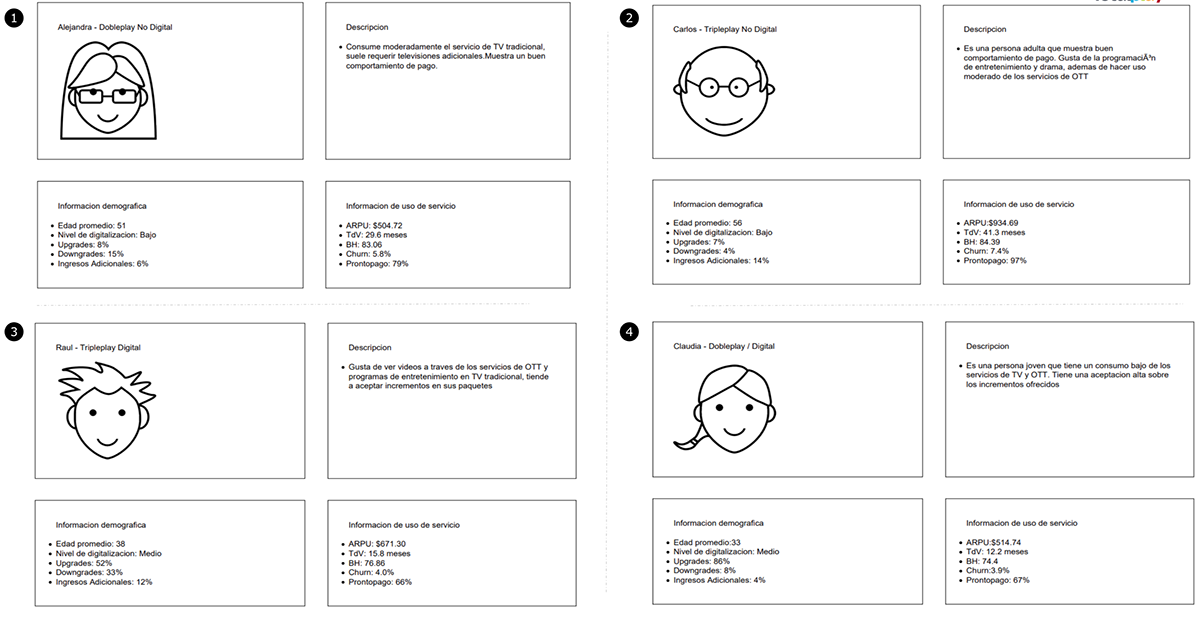 1
Alejandra - Dobleplay No Digital
Descripcion
• Consume moderadamente el servicio de TV tradicional,
suele requerir televisiones adicionales.Muestra un buen
comportamiento de pago.
Informacion demografica
• Edad promedio: 51
• Nivel de digitalizacion: Bajo
• Upgrades: 8%
• Downgrades: 15%
• Ingresos Adicionales: 6%
Informacion de uso de servicio
• ARPU: $504.72
• TdV: 29.6 meses
• BH: 83.06
• Churn: 5.8%
• Prontopago: 79%
2
Carlos - Tripleplay No Digital
Descripcion
• Es una persona adulta que muestra buen
comportamiento de pago. Gusta de la programaciÃ³n
de entretenimiento y drama, ademas de hacer uso
moderado de los servicios de OTT
Informacion demografica
• Edad promedio: 56
• Nivel de digitalizacion: Bajo
• Upgrades: 7%
• Downgrades: 4%
• Ingresos Adicionales: 14%
Informacion de uso de servicio
• ARPU:$934.69
• TdV: 41.3 meses
• BH: 84.39
• Churn: 7.4%
• Prontopago: 97%
3
Raul - Tripleplay Digital
Descripcion
• Gusta de ver videos a traves de los servicios de OTT y
programas de entretenimiento en TV tradicional, tiende
a aceptar incrementos en sus paquetes
Informacion demografica
• Edad promedio: 38
• Nivel de digitalizacion: Medio
• Upgrades: 52%
• Downgrades: 33%
• Ingresos Adicionales: 12%
Informacion de uso de servicio
• ARPU: $671.30
• TdV: 15.8 meses
• BH: 76.86
• Churn: 4.0%
• Prontopago: 66%
4
Claudia - Dobleplay / Digital
Descripcion
• Es una persona joven que tiene un consumo bajo de los
servicios de TV y OTT. Tiene una aceptacion alta sobre
los incrementos ofrecidos
Informacion demografica
• Edad promedio:33
• Nivel de digitalizacion: Medio
• Upgrades: 86%
• Downgrades: 8%
• Ingresos Adicionales: 4%
Informacion de uso de servicio
• ARPU:$514.74
• TdV: 12.2 meses
• BH: 74.4
• Churn:3.9%
• Prontopago: 67%